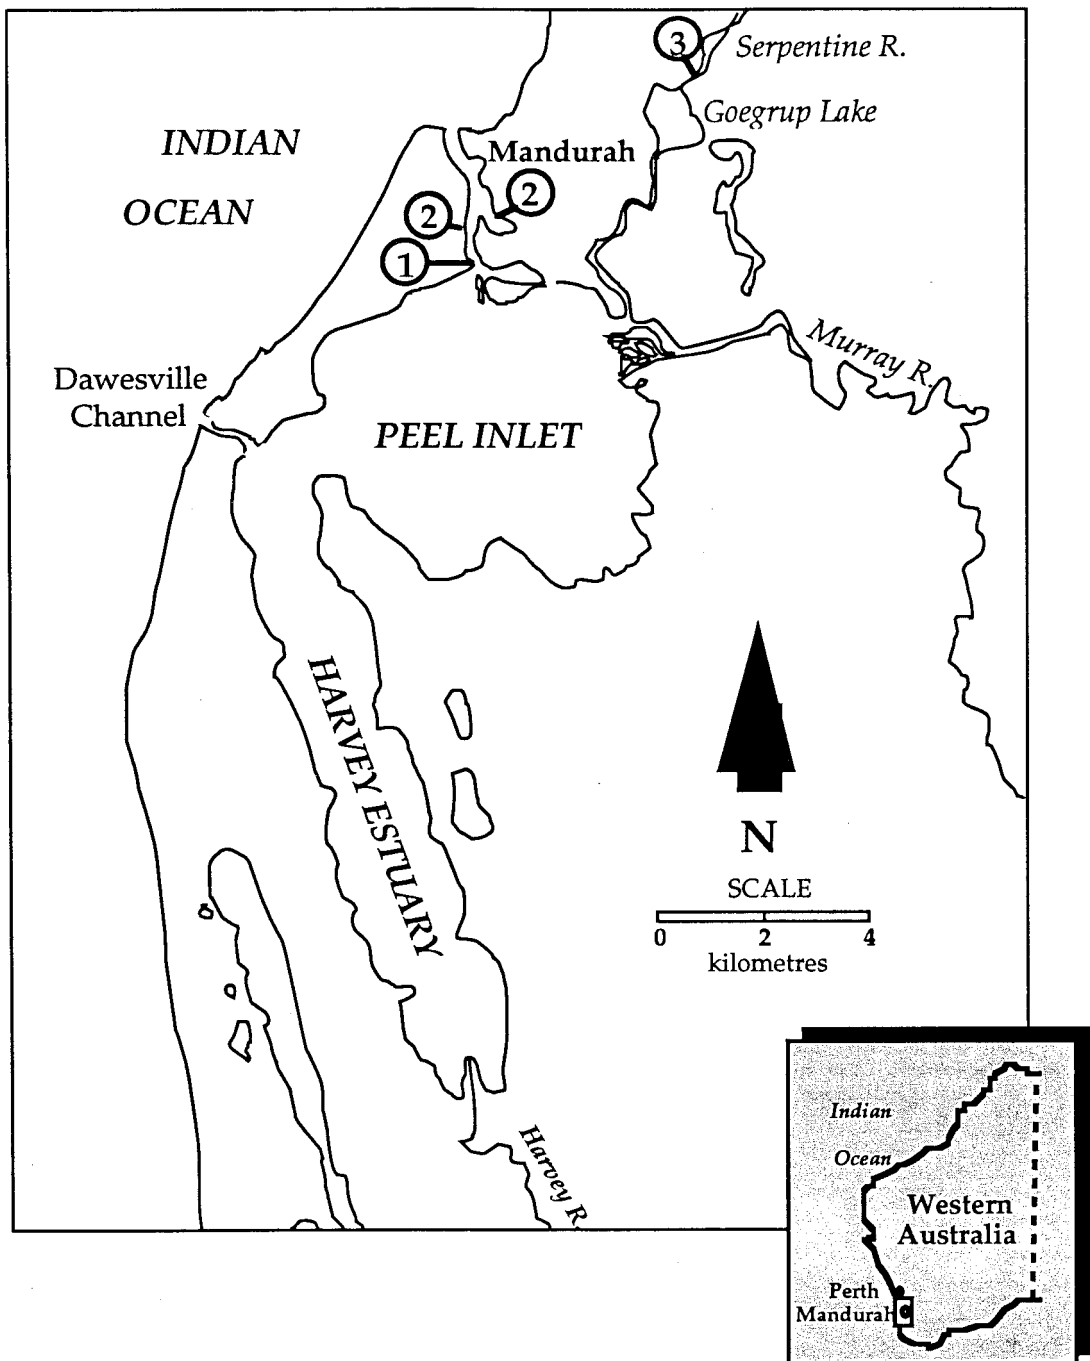 3
Serpentine R.
Goegrup Lake
INDIAN
OCEAN
Mandurah
2
2
1
Murray R.
Dawesville
Channel
PEEL INLET
HARVEY ESTUARY
N
SCALE
0 2 4
kilometres
Harvey R.
Indian
Ocean
Western
Australia
Perth
Mandurah